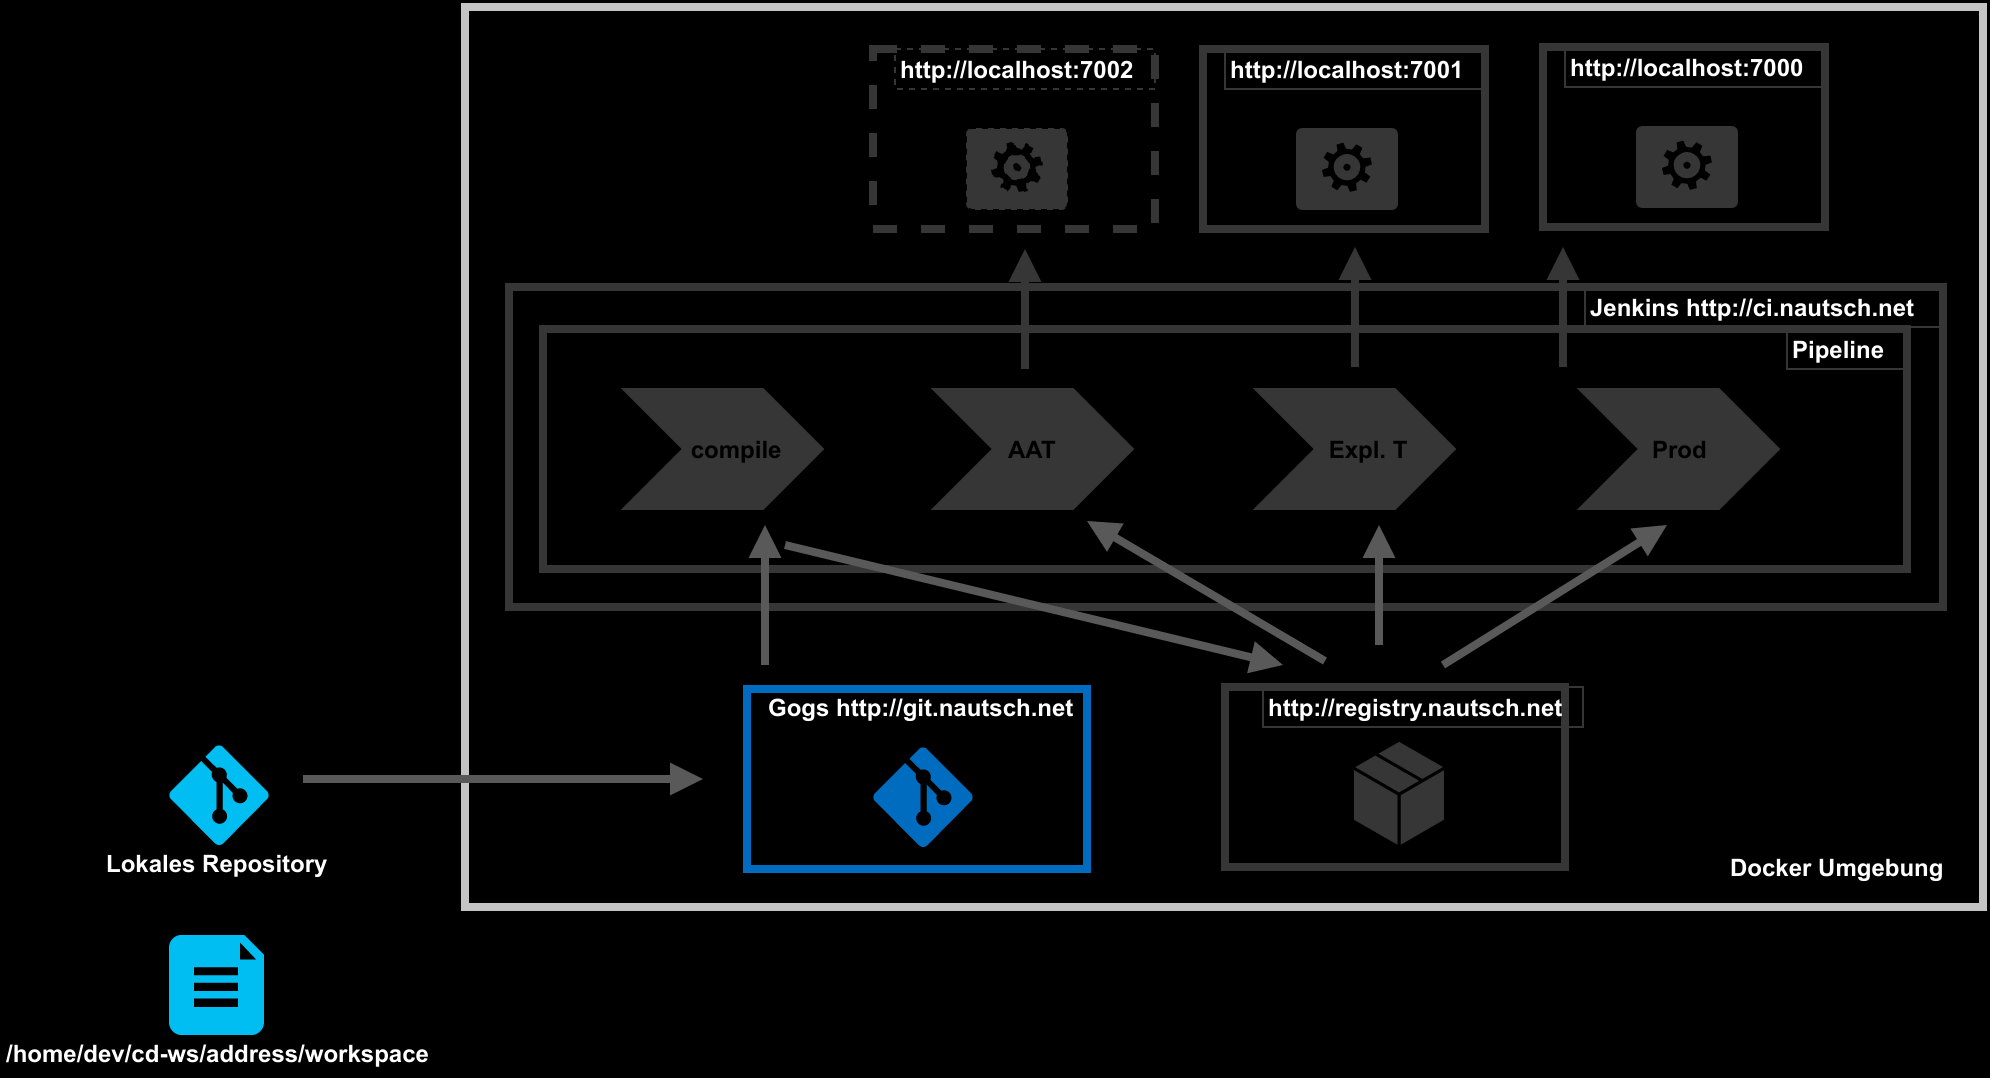 http://localhost:7002
http://localhost:7001
http://localhost:7000
Jenkins http://ci.nautsch.net
Pipeline
compile
AAT
Expl. T
Prod
Gogs http://git.nautsch.net
http://registry.nautsch.net
Lokales Repository
Docker Umgebung
/home/dev/cd-ws/address/workspace